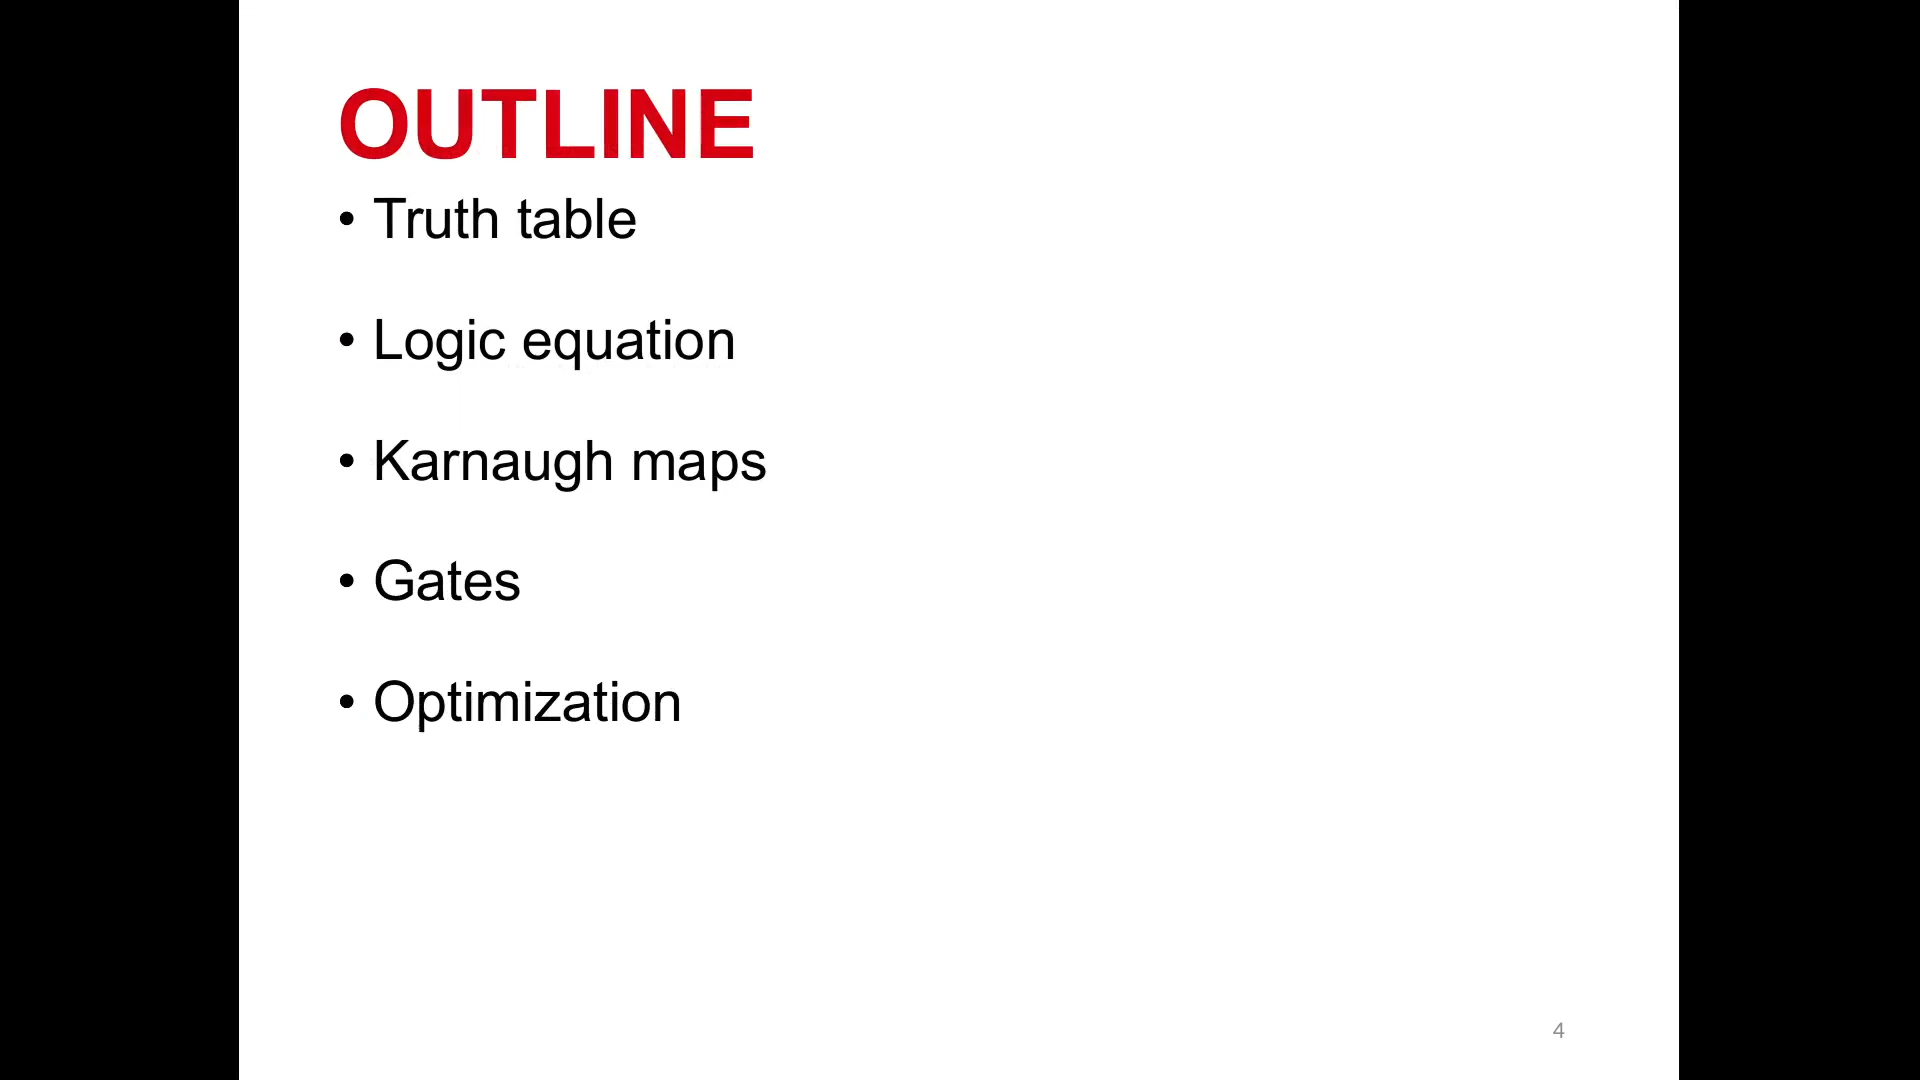 OUTLINE
• Truth table
• Logic equation
• Karnaugh maps
• Gates
• Optimization
4